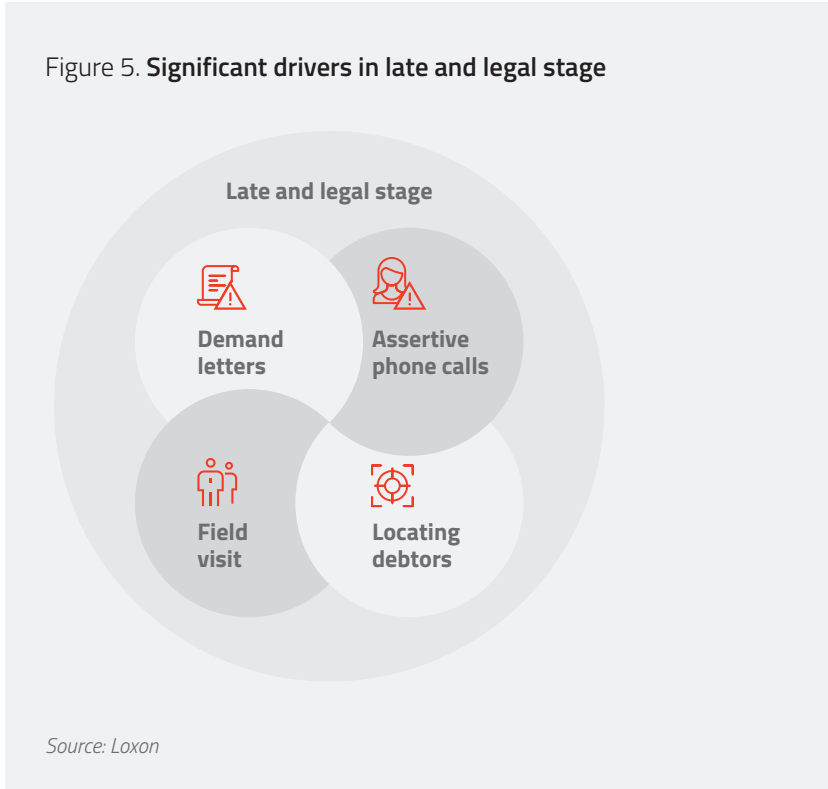 Figure 5. Significant drivers in late and legal stage
Late and legal stage
Demand
letters
Assertive
phone calls
Field
visit
Locating
debtors
Source: Loxon